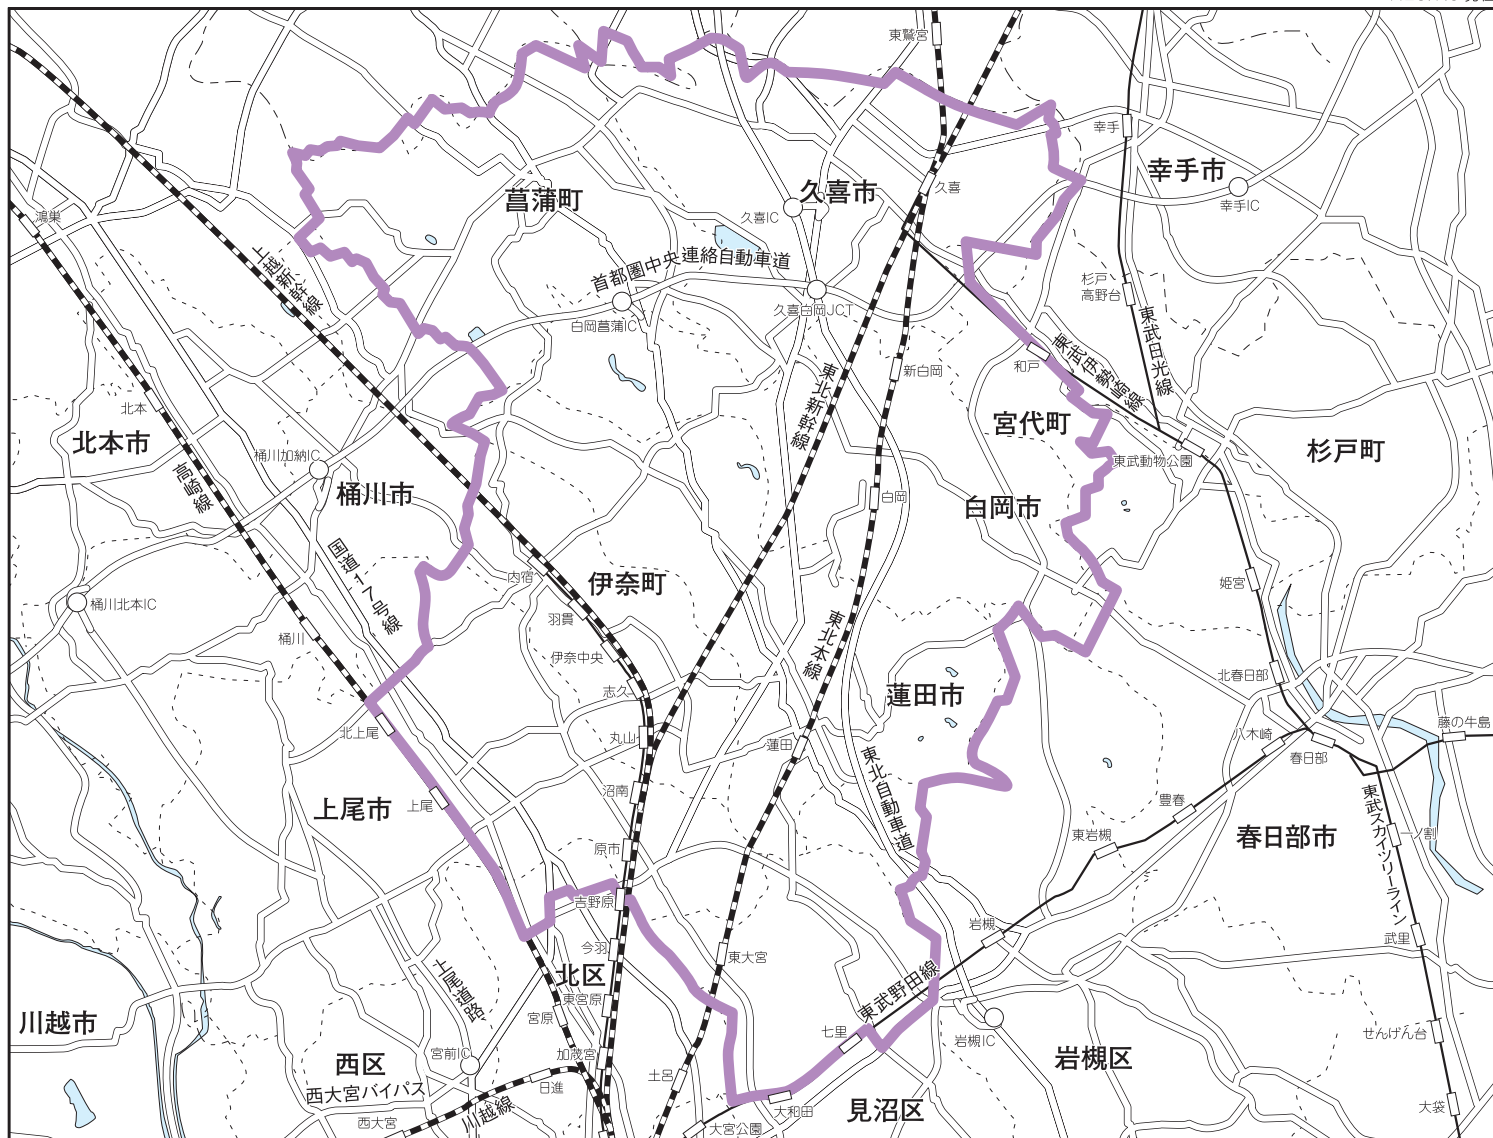 東鷲宮
幸手
幸手市
幸手IC
鴻巣
菖蒲町
久喜市
久喜
久喜IC
上越新幹線
首都圏中央連絡自動車道
白岡菖蒲IC
久喜白岡JCT
杉戸
高野台
東武日光線
東武伊勢崎線
和戸
新白岡
東北新幹線
北本
北本市
高崎線
桶川加納IC
桶川市
宮代町
東武動物公園
杉戸町
白岡
白岡市
国道17号線
内宿
伊奈町
羽貫
伊奈中央
志久
丸山
桶川北本IC
桶川
姫宮
東北本線
蓮田市
北春日部
八木崎
春日部
藤の牛島
北上尾
蓮田
東北自動車道
上尾市
上尾
沼南
原市
豊春
東岩槻
春日部市
一ノ割
東武スカイツリーライン
吉野原
今羽
北区
東宮原
宮原
加茂宮
東大宮
岩槻
武里
東武野田線
上尾道路
川越市
西区
西大宮バイパス
宮前IC
日進
川越線
西大宮
土呂
七里
大和田
大宮公園
見沼区
岩槻IC
岩槻区
せんげん台
大袋